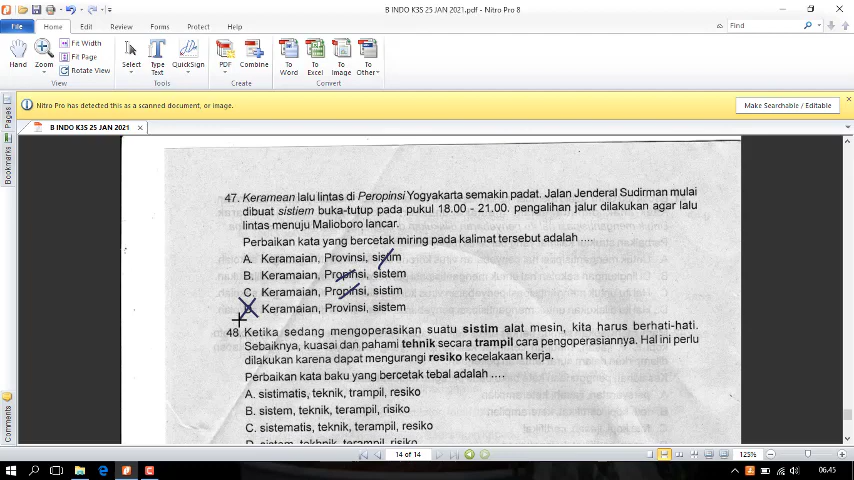 B INDO K3S 25 JAN 2021.pdf - Nitro Pro 8
File Home Edit Review Forms Protect Help
Find
Hand
Zoom
Fit Width
Fit Page
Rotate View
View
Select
Type Text
QuickSign
Tools
PDF
Combine
Create
To Word
To Excel
To Image
To Other
Convert
Nitro Pro has detected this as a scanned document, or image.
Make Searchable / Editable
B INDO K3S 25 JAN 2021
Pages
Bookmarks
Comments
47. Keramean lalu lintas di Peropinsi Yogyakarta semakin padat. Jalan Jenderal Sudirman mulai
dibuat sistiem buka-tutup pada pukul 18.00 - 21.00. pengalihan jalur dilakukan agar lalu
lintas menuju Malioboro lancar.
Perbaikan kata yang bercetak miring pada kalimat tersebut adalah ....
A. Keramaian, Provinsi, sistim
B. Keramaian, Propinsi, sistem
C. Keramaian, Propinsi, sistim
D. Keramaian, Provinsi, sistem
48. Ketika sedang mengoperasikan suatu sistim alat mesin, kita harus berhati-hati.
Sebaiknya, kuasai dan pahami tehnik secara trampil cara pengoperasiannya. Hal ini perlu
dilakukan karena dapat mengurangi resiko kecelakaan kerja.
Perbaikan kata baku yang bercetak tebal adalah ....
A. sistimatis, teknik, trampil, resiko
B. sistem, teknik, terampil, risiko
C. sistematis, teknik, terampil, resiko
D. sistem, tekhnik, terampil, risiko
14 of 14
125%
06.45